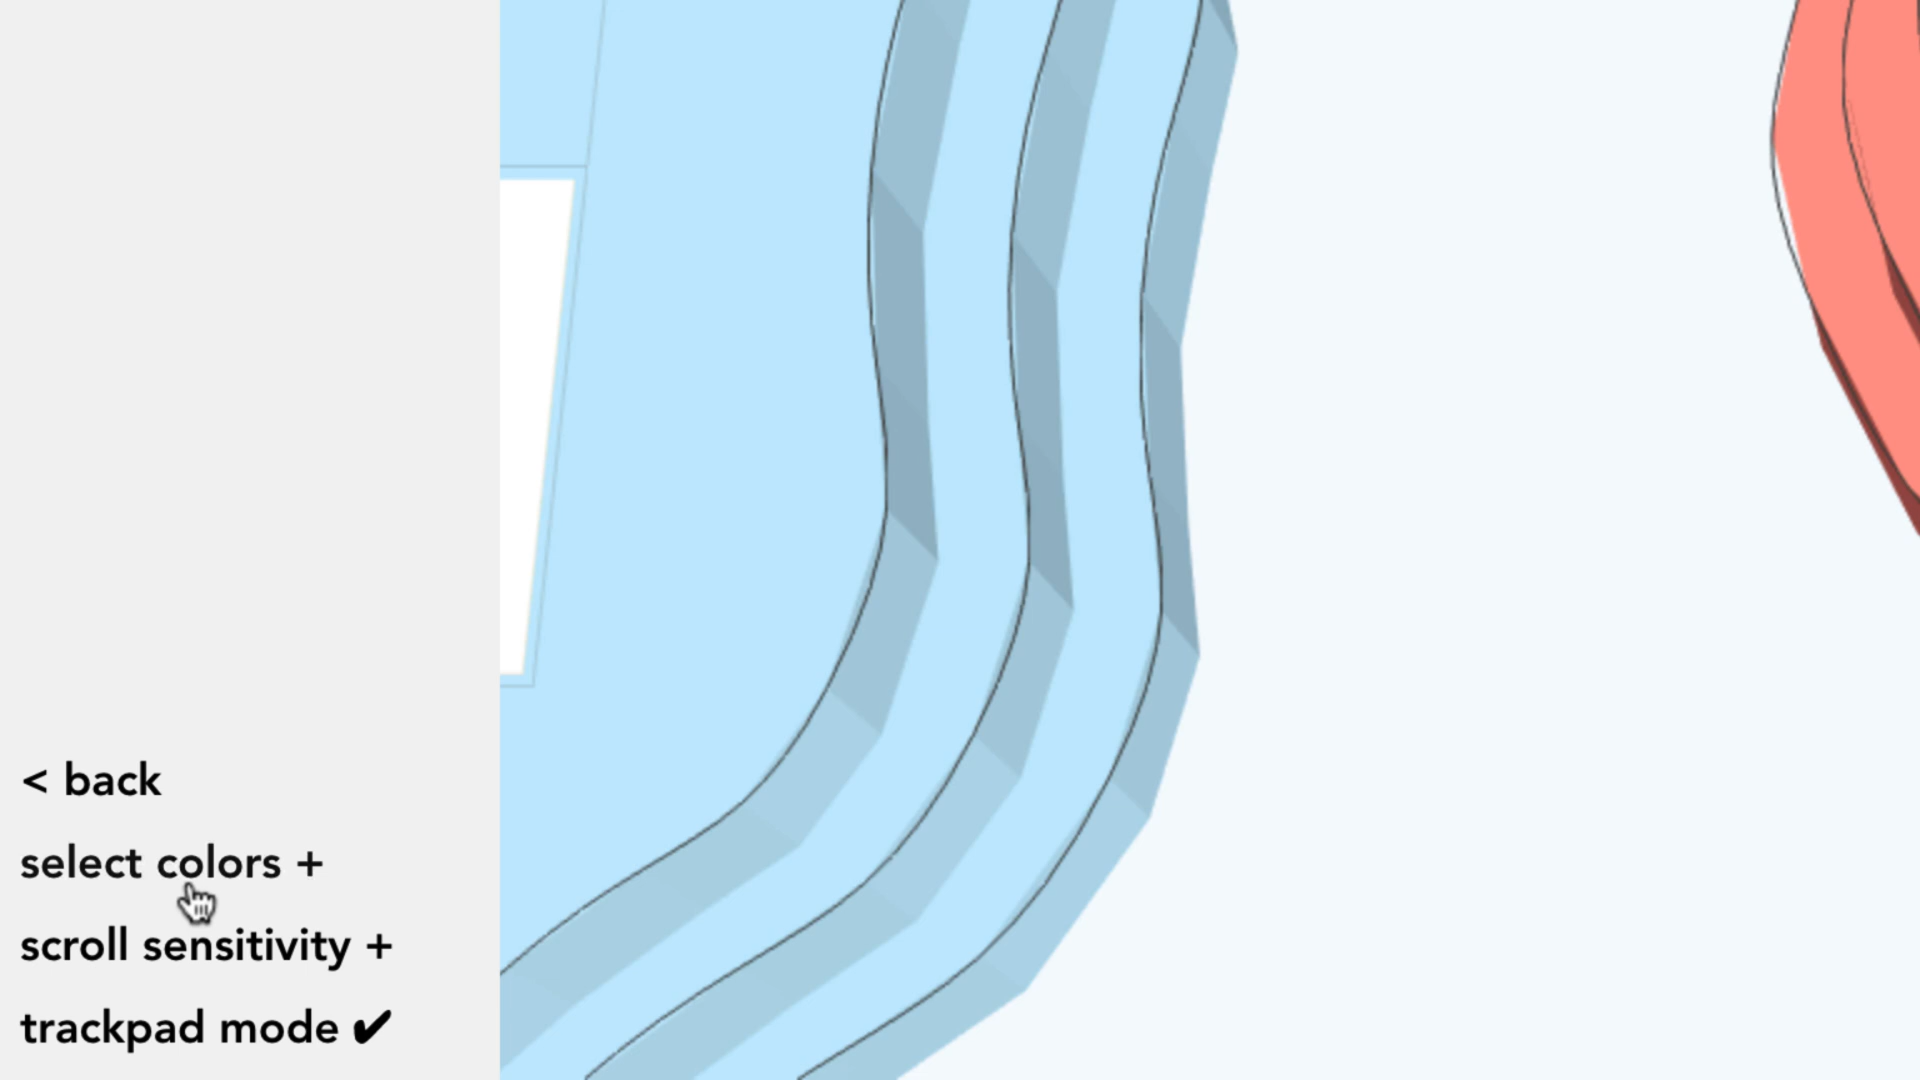 < back
select colors +
scroll sensitivity +
trackpad mode ✔